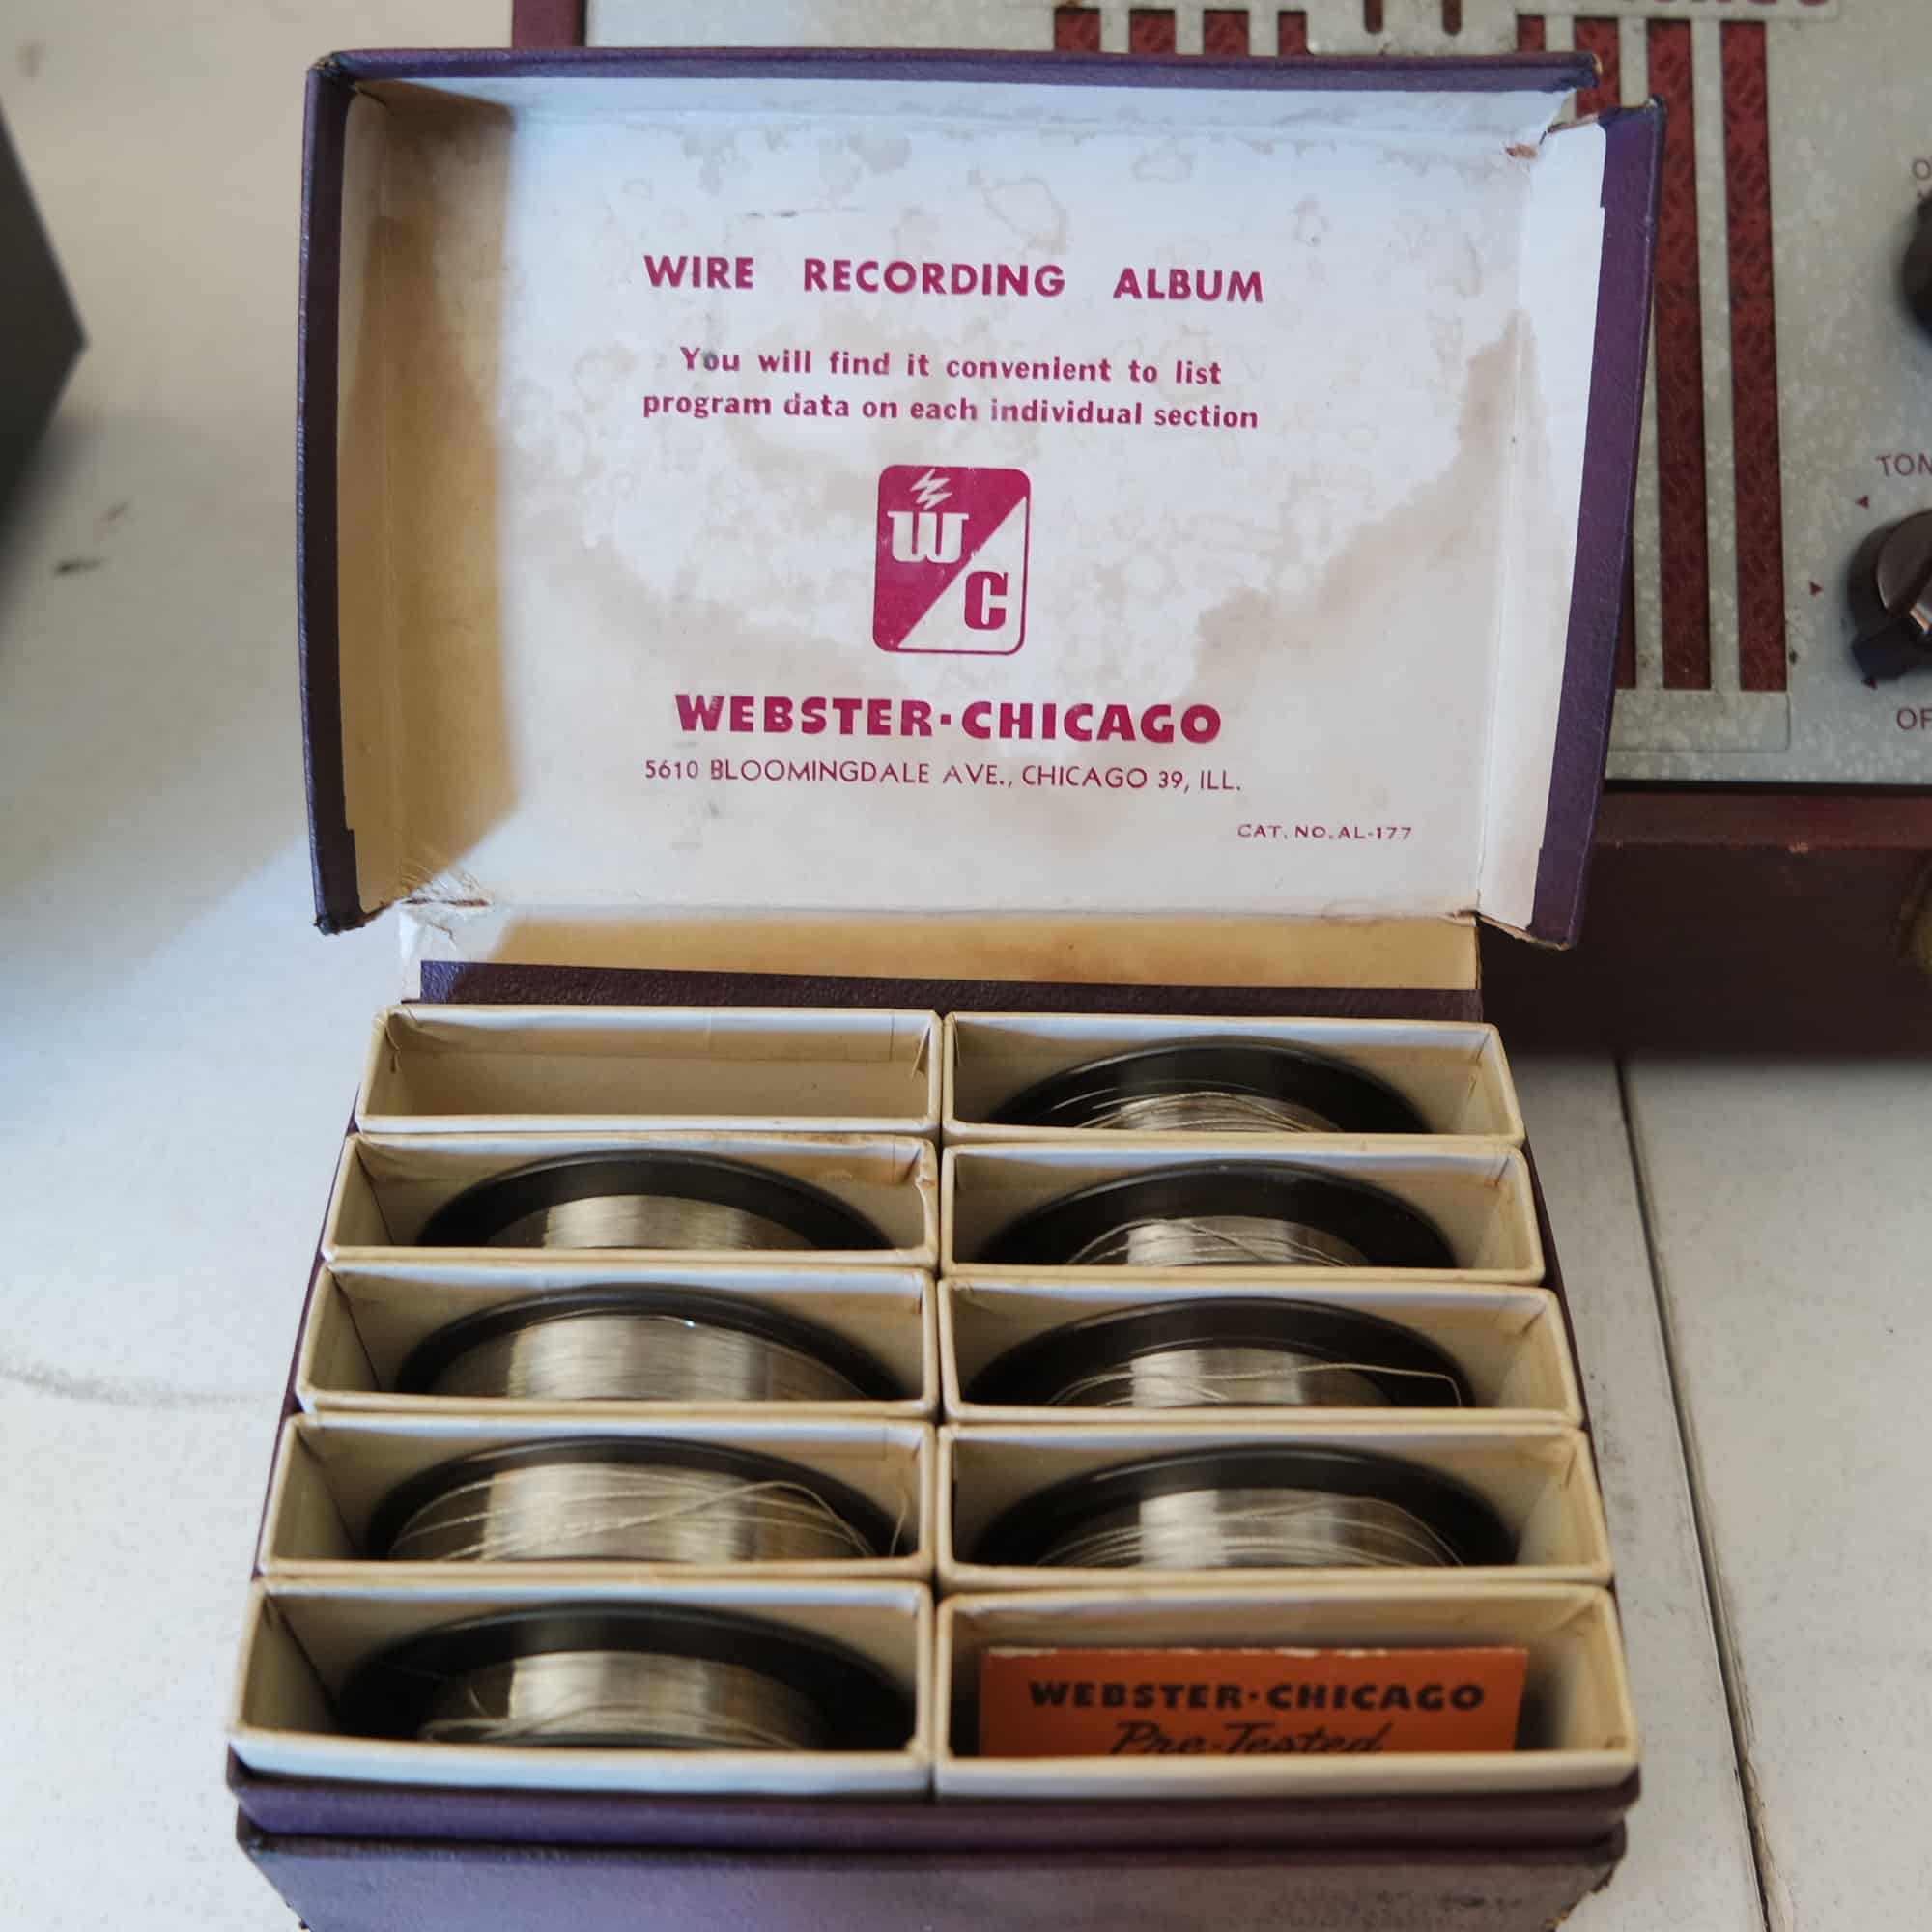 WIRE RECORDING ALBUM
You will find it convenient to list
program data on each individual section
W
C
WEBSTER·CHICAGO
5610 BLOOMINGDALE AVE., CHICAGO 39, ILL.
CAT. NO. AL-177
WEBSTER·CHICAGO
Pre-Tested